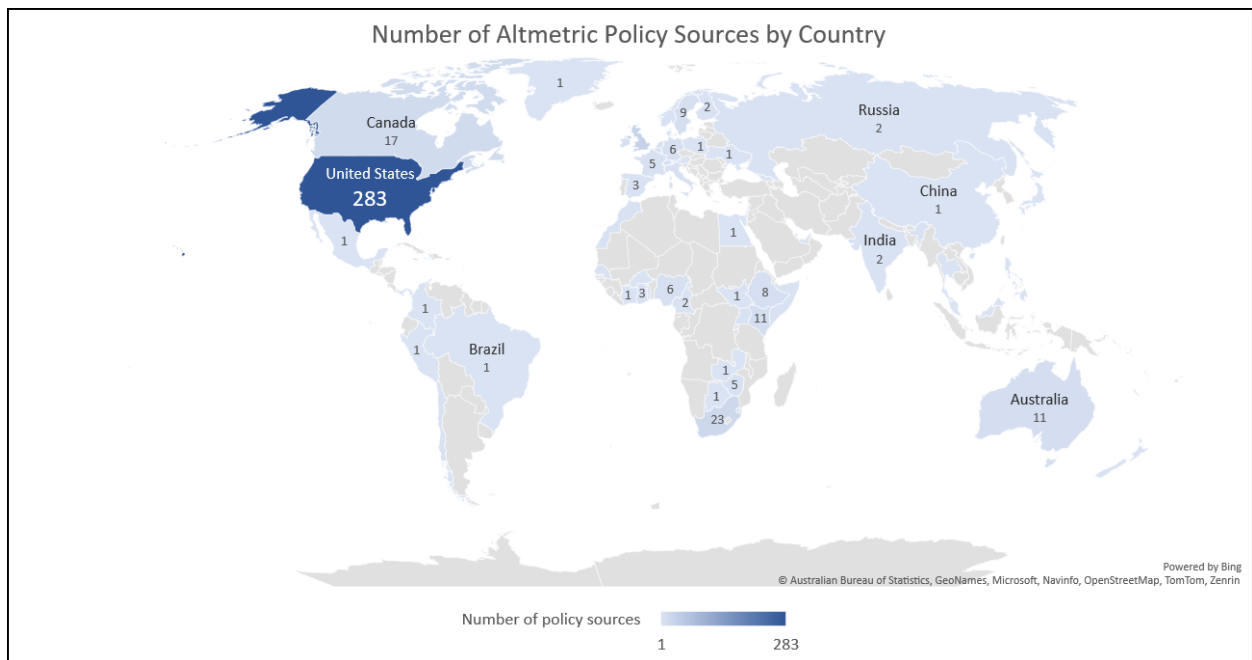 Number of Altmetric Policy Sources by Country
1
Canada
17
United States
283
1
9
2
6
1
1
5
3
Russia
2
China
1
India
2
1
1
3
6
2
1
8
11
1
1
Brazil
1
1
5
1
23
Australia
11
Powered by Bing
© Australian Bureau of Statistics, GeoNames, Microsoft, Navinfo, OpenStreetMap, TomTom, Zenrin
Number of policy sources
1 283